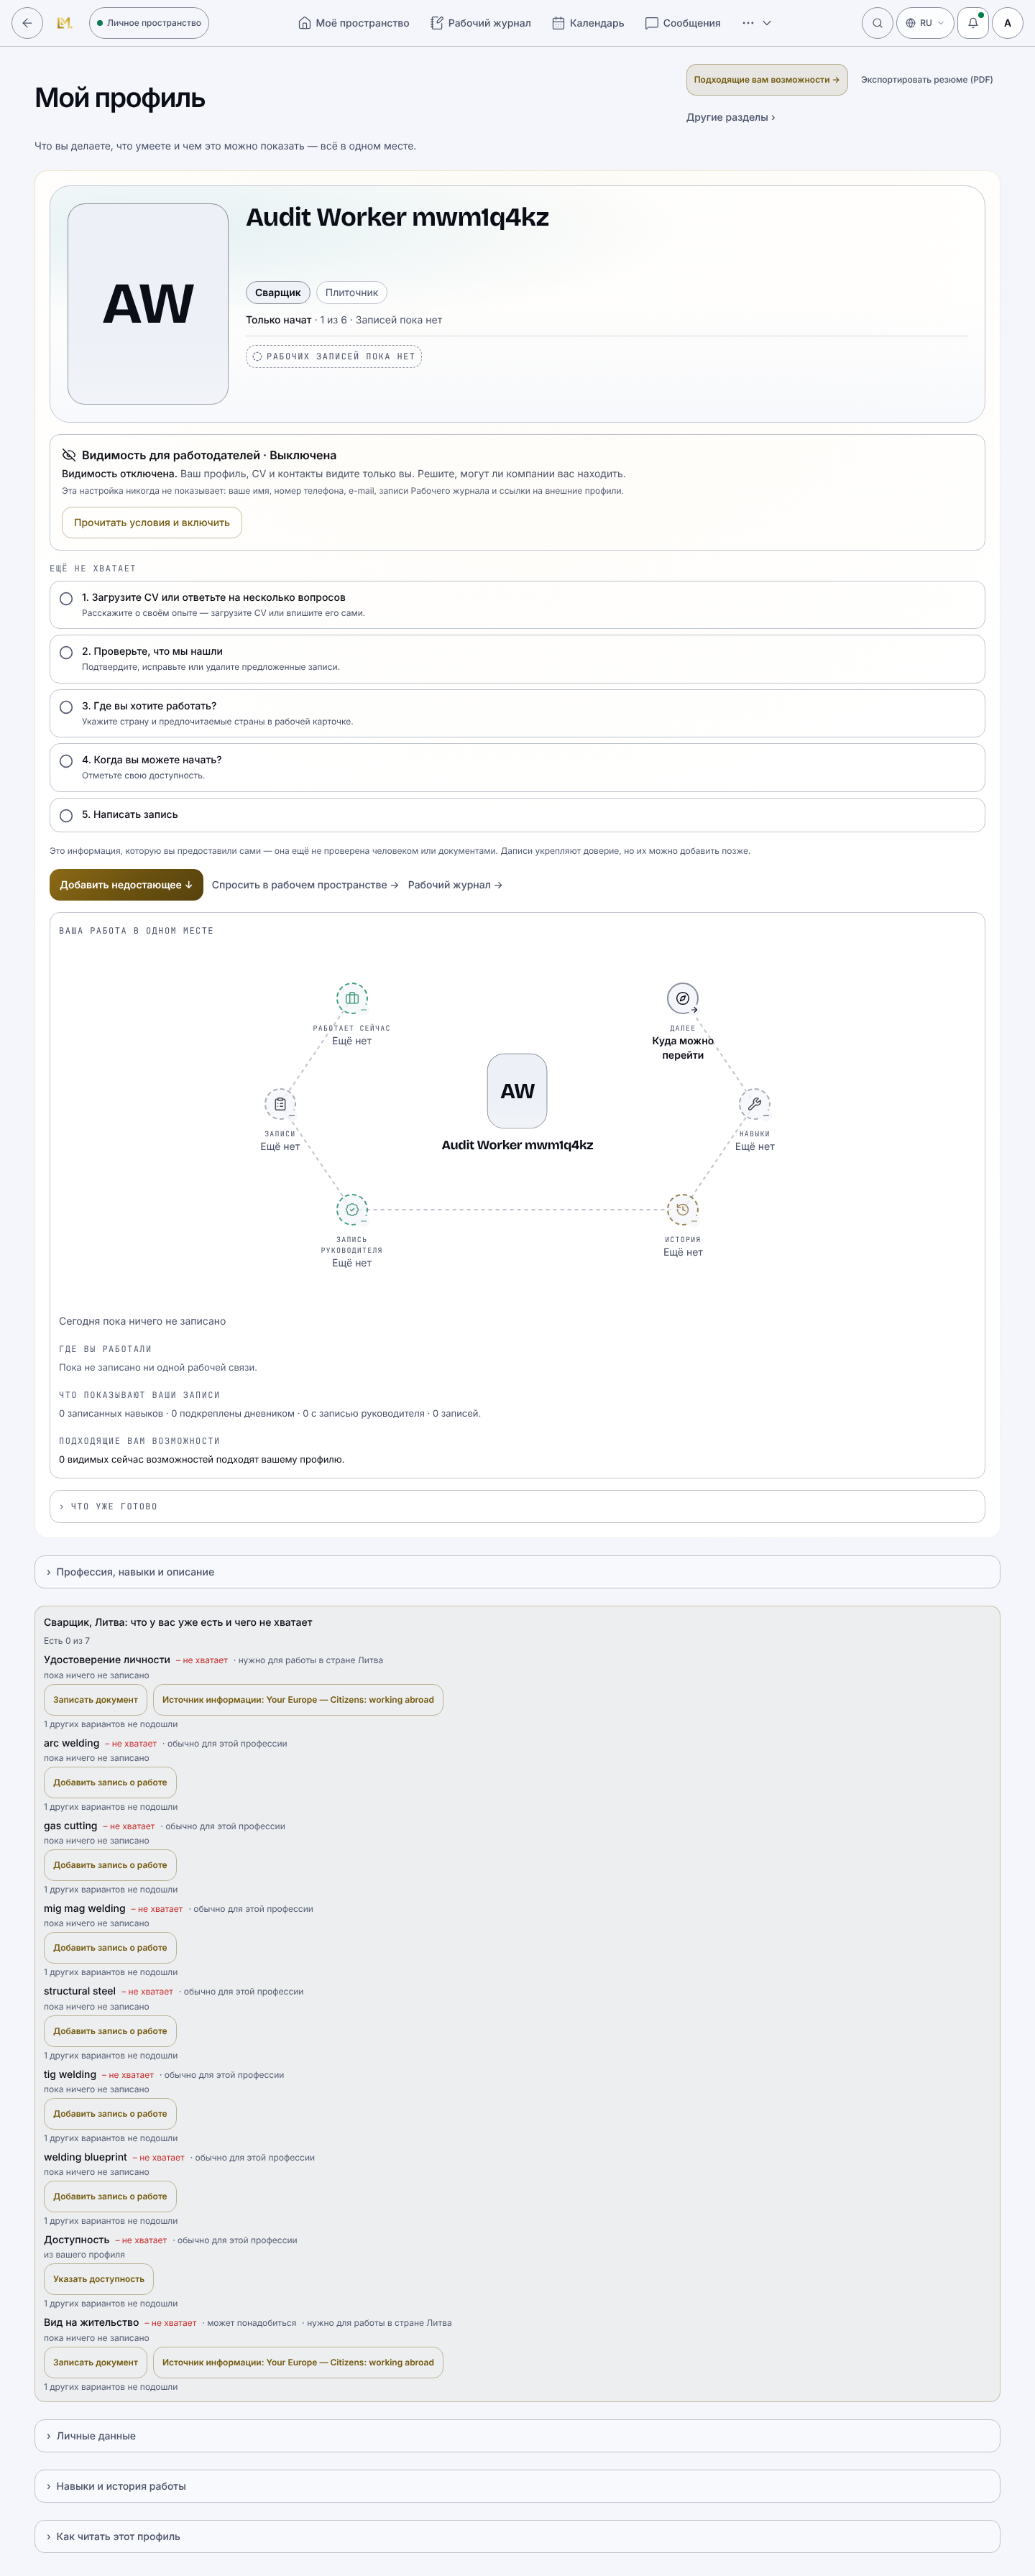 Личное пространство
Моё пространство
Рабочий журнал
Календарь
Сообщения
RU
A
Мой профиль
Подходящие вам возможности →
Экспортировать резюме (PDF)
Другие разделы ›
Что вы делаете, что умеете и чем это можно показать — всё в одном месте.
AW
Audit Worker mwm1q4kz
Сварщик
Плиточник
Только начат · 1 из 6 · Записей пока нет
РАБОЧИХ ЗАПИСЕЙ ПОКА НЕТ
Видимость для работодателей · Выключена
Видимость отключена. Ваш профиль, CV и контакты видите только вы. Решите, могут ли компании вас находить.
Эта настройка никогда не показывает: ваше имя, номер телефона, e-mail, записи Рабочего журнала и ссылки на внешние профили.
Прочитать условия и включить
ЕЩЁ НЕ ХВАТАЕТ
1. Загрузите CV или ответьте на несколько вопросов
Расскажите о своём опыте — загрузите CV или впишите его сами.
2. Проверьте, что мы нашли
Подтвердите, исправьте или удалите предложенные записи.
3. Где вы хотите работать?
Укажите страну и предпочитаемые страны в рабочей карточке.
4. Когда вы можете начать?
Отметьте свою доступность.
5. Написать запись
Это информация, которую вы предоставили сами — она ещё не проверена человеком или документами. Даписи укрепляют доверие, но их можно добавить позже.
Добавить недостающее ↓
Спросить в рабочем пространстве →
Рабочий журнал →
ВАША РАБОТА В ОДНОМ МЕСТЕ
РАБОТАЕТ СЕЙЧАС
Ещё нет
ДАЛЕЕ
Куда можно
перейти
AW
Audit Worker mwm1q4kz
ЗАПИСИ
Ещё нет
НАВЫКИ
Ещё нет
ЗАПИСЬ
РУКОВОДИТЕЛЯ
Ещё нет
ИСТОРИЯ
Ещё нет
Сегодня пока ничего не записано
ГДЕ ВЫ РАБОТАЛИ
Пока не записано ни одной рабочей связи.
ЧТО ПОКАЗЫВАЮТ ВАШИ ЗАПИСИ
0 записанных навыков · 0 подкреплены дневником · 0 с записью руководителя · 0 записей.
ПОДХОДЯЩИЕ ВАМ ВОЗМОЖНОСТИ
0 видимых сейчас возможностей подходят вашему профилю.
› ЧТО УЖЕ ГОТОВО
› Профессия, навыки и описание
Сварщик, Литва: что у вас уже есть и чего не хватает
Есть 0 из 7
Удостоверение личности – не хватает · нужно для работы в стране Литва
пока ничего не записано
Записать документ
Источник информации: Your Europe — Citizens: working abroad
1 других вариантов не подошли
arc welding – не хватает · обычно для этой профессии
пока ничего не записано
Добавить запись о работе
1 других вариантов не подошли
gas cutting – не хватает · обычно для этой профессии
пока ничего не записано
Добавить запись о работе
1 других вариантов не подошли
mig mag welding – не хватает · обычно для этой профессии
пока ничего не записано
Добавить запись о работе
1 других вариантов не подошли
structural steel – не хватает · обычно для этой профессии
пока ничего не записано
Добавить запись о работе
1 других вариантов не подошли
tig welding – не хватает · обычно для этой профессии
пока ничего не записано
Добавить запись о работе
1 других вариантов не подошли
welding blueprint – не хватает · обычно для этой профессии
пока ничего не записано
Добавить запись о работе
1 других вариантов не подошли
Доступность – не хватает · обычно для этой профессии
из вашего профиля
Указать доступность
1 других вариантов не подошли
Вид на жительство – не хватает · может понадобиться · нужно для работы в стране Литва
пока ничего не записано
Записать документ
Источник информации: Your Europe — Citizens: working abroad
1 других вариантов не подошли
› Личные данные
› Навыки и история работы
› Как читать этот профиль